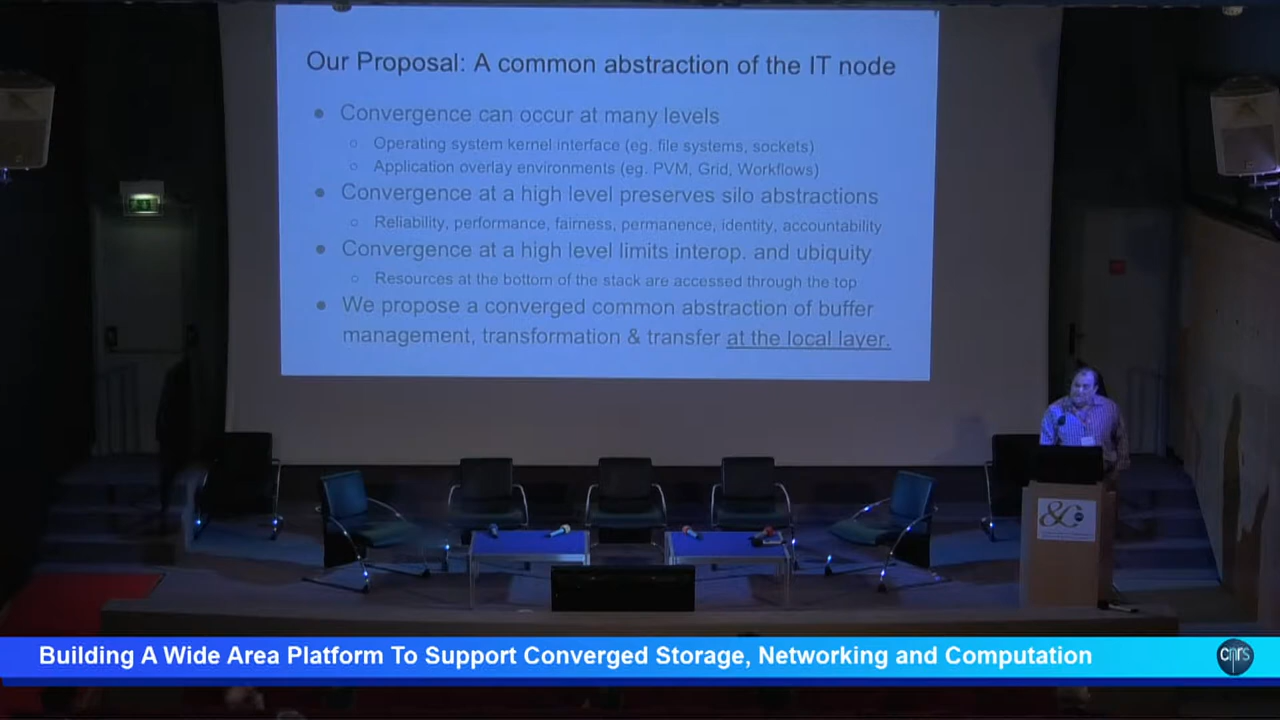 Our Proposal: A common abstraction of the IT node
● Convergence can occur at many levels
○ Operating system kernel interface (eg. file systems, sockets)
○ Application overlay environments (eg. PVM, Grid, Workflows)
● Convergence at a high level preserves silo abstractions
○ Reliability, performance, fairness, permanence, identity, accountability
● Convergence at a high level limits interop. and ubiquity
○ Resources at the bottom of the stack are accessed through the top
● We propose a converged common abstraction of buffer
management, transformation & transfer at the local layer.
Building A Wide Area Platform To Support Converged Storage, Networking and Computation
cnrs